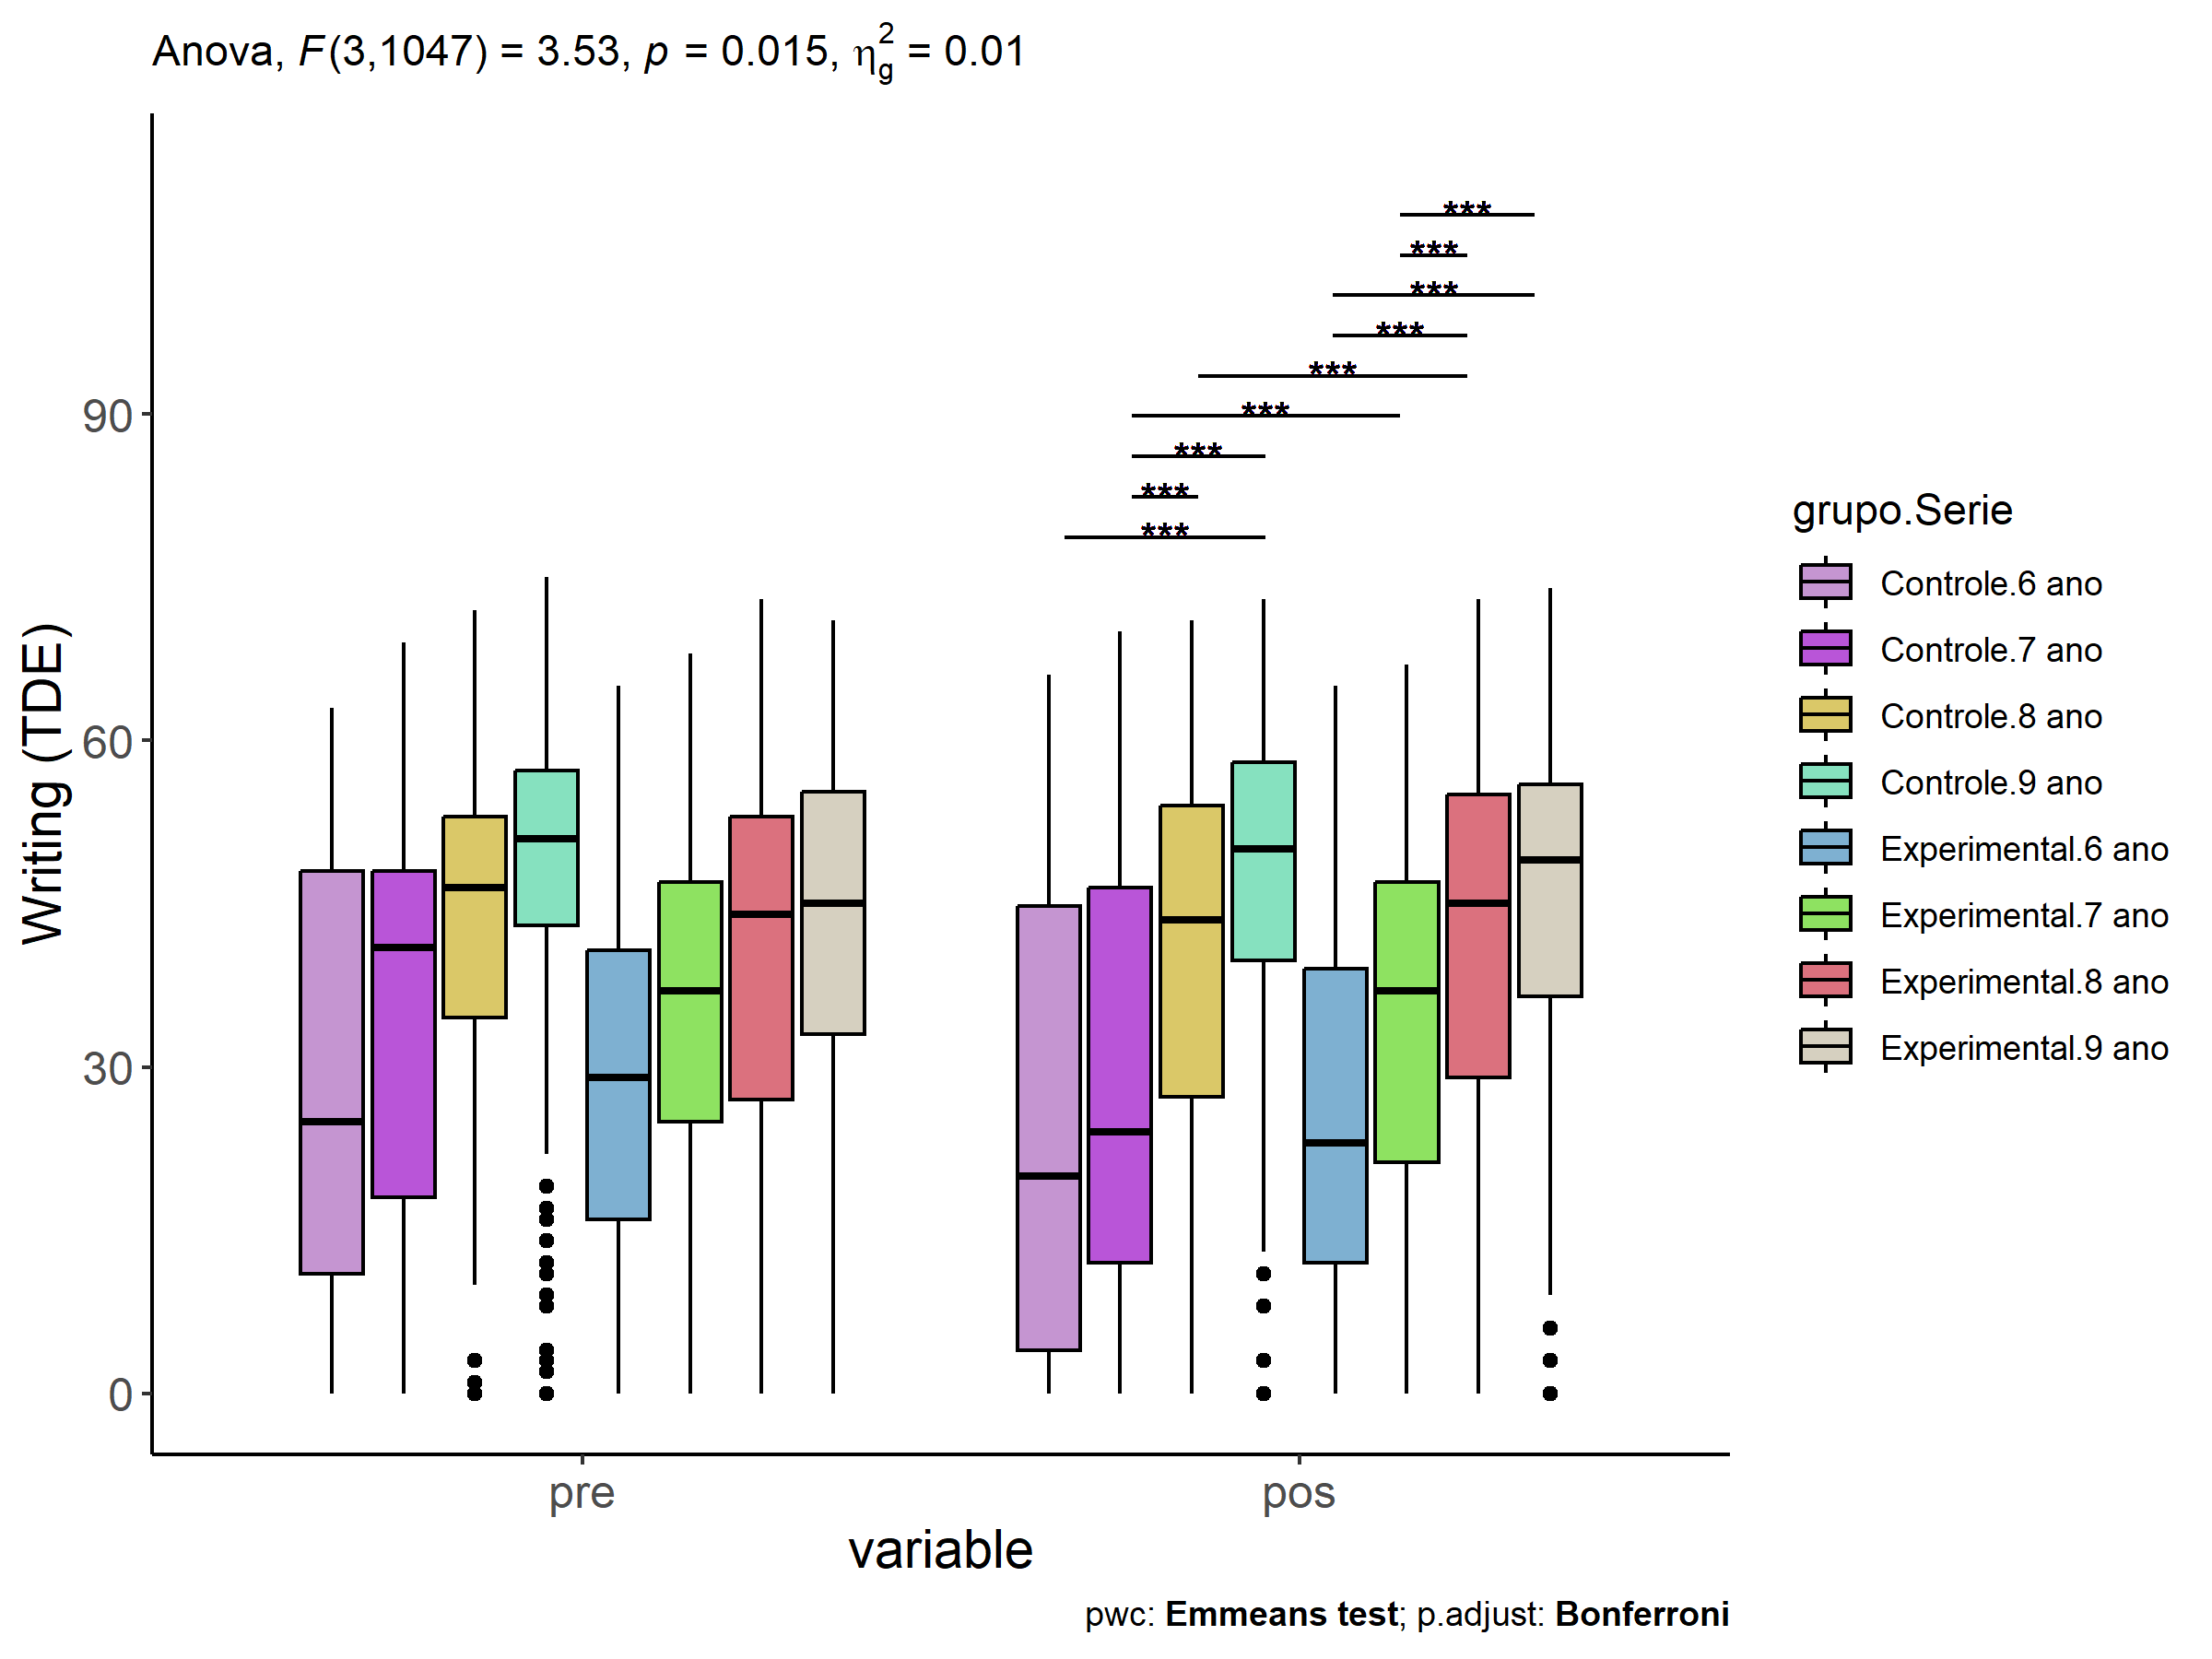 Anova, F(3,1047) = 3.53, p = 0.015, η²g = 0.01
***
***
***
***
***
***
***
***
***
90
60
30
0
Writing (TDE)
pre
pos
variable
grupo.Serie
Controle.6 ano
Controle.7 ano
Controle.8 ano
Controle.9 ano
Experimental.6 ano
Experimental.7 ano
Experimental.8 ano
Experimental.9 ano
pwc: Emmeans test; p.adjust: Bonferroni